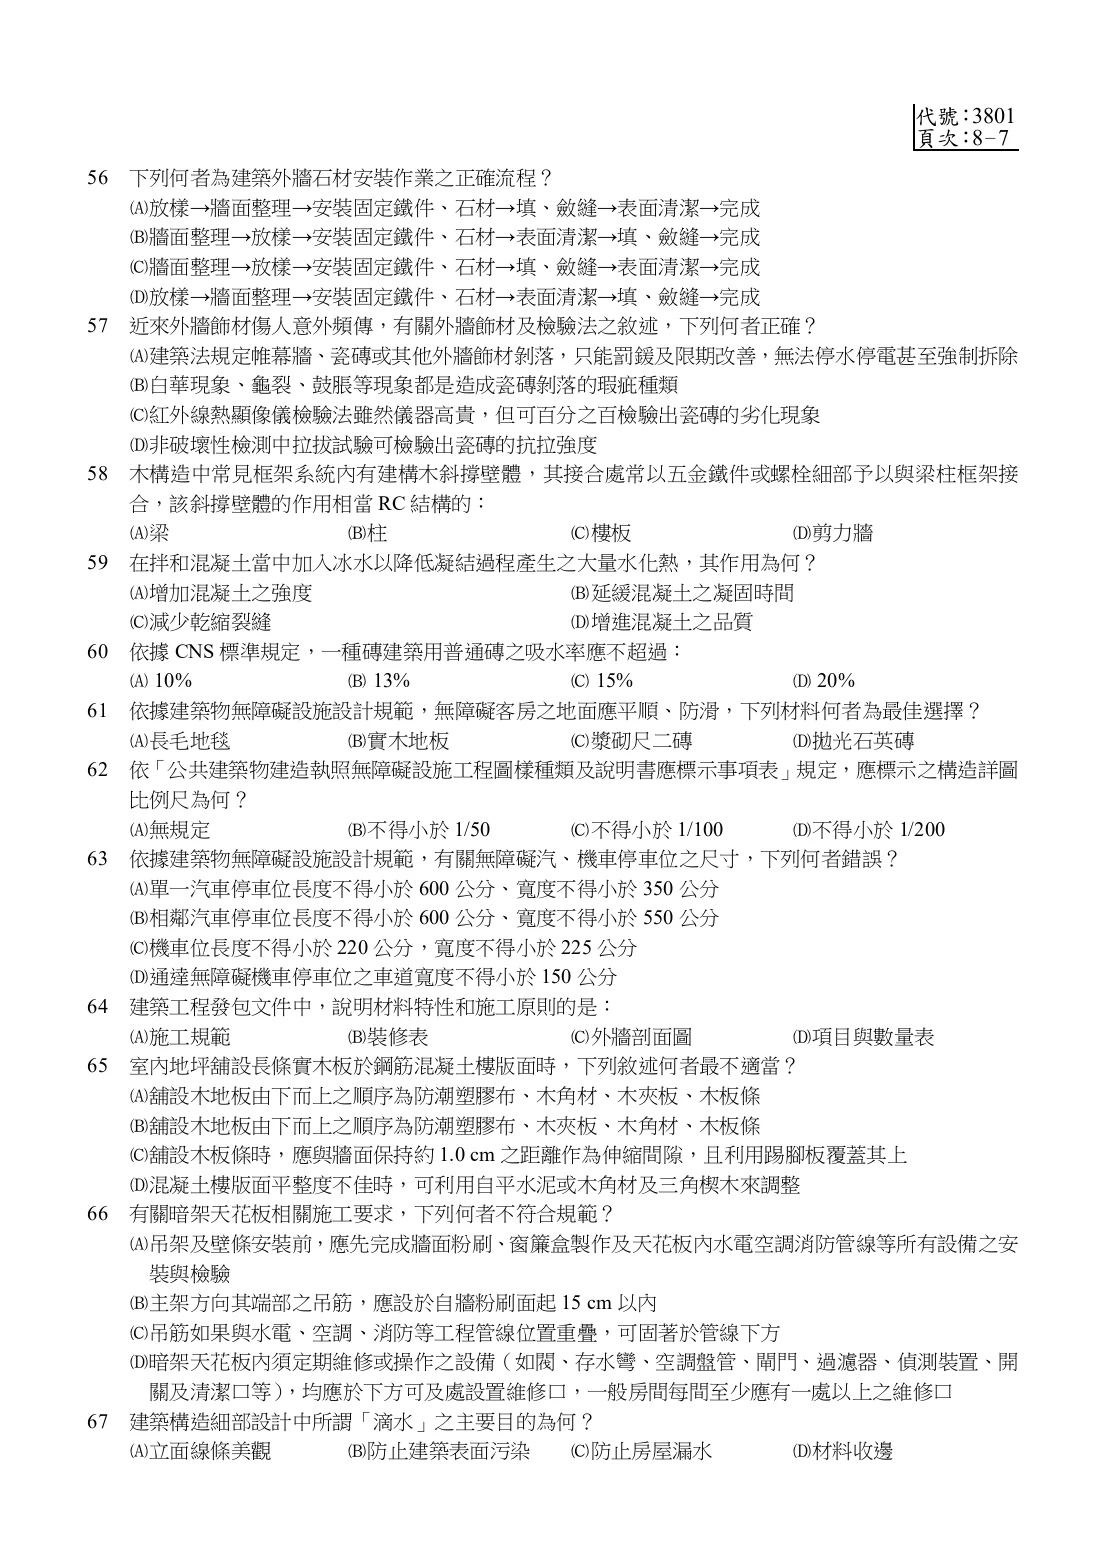 代號：3801
頁次：8－7
56 下列何者為建築外牆石材安裝作業之正確流程？
(A)放樣→牆面整理→安裝固定鐵件、石材→填、斂縫→表面清潔→完成
(B)牆面整理→放樣→安裝固定鐵件、石材→表面清潔→填、斂縫→完成
(C)牆面整理→放樣→安裝固定鐵件、石材→填、斂縫→表面清潔→完成
(D)放樣→牆面整理→安裝固定鐵件、石材→表面清潔→填、斂縫→完成
57 近來外牆飾材傷人意外頻傳，有關外牆飾材及檢驗法之敘述，下列何者正確？
(A)建築法規定帷幕牆、瓷磚或其他外牆飾材剝落，只能罰鍰及限期改善，無法停水停電甚至強制拆除
(B)白華現象、龜裂、鼓脹等現象都是造成瓷磚剝落的瑕疵種類
(C)紅外線熱顯像儀檢驗法雖然儀器高貴，但可百分之百檢驗出瓷磚的劣化現象
(D)非破壞性檢測中拉拔試驗可檢驗出瓷磚的抗拉強度
58 木構造中常見框架系統內有建構木斜撐壁體，其接合處常以五金鐵件或螺栓細部予以與梁柱框架接
合，該斜撐壁體的作用相當 RC 結構的：
(A)梁 (B)柱 (C)樓板 (D)剪力牆
59 在拌和混凝土當中加入冰水以降低凝結過程產生之大量水化熱，其作用為何？
(A)增加混凝土之強度 (B)延緩混凝土之凝固時間
(C)減少乾縮裂縫 (D)增進混凝土之品質
60 依據 CNS 標準規定，一種磚建築用普通磚之吸水率應不超過：
(A) 10% (B) 13% (C) 15% (D) 20%
61 依據建築物無障礙設施設計規範，無障礙客房之地面應平順、防滑，下列材料何者為最佳選擇？
(A)長毛地毯 (B)實木地板 (C)漿砌尺二磚 (D)拋光石英磚
62 依「公共建築物建造執照無障礙設施工程圖樣種類及說明書應標示事項表」規定，應標示之構造詳圖
比例尺為何？
(A)無規定 (B)不得小於 1/50 (C)不得小於 1/100 (D)不得小於 1/200
63 依據建築物無障礙設施設計規範，有關無障礙汽、機車停車位之尺寸，下列何者錯誤？
(A)單一汽車停車位長度不得小於 600 公分、寬度不得小於 350 公分
(B)相鄰汽車停車位長度不得小於 600 公分、寬度不得小於 550 公分
(C)機車位長度不得小於 220 公分，寬度不得小於 225 公分
(D)通達無障礙機車停車位之車道寬度不得小於 150 公分
64 建築工程發包文件中，說明材料特性和施工原則的是：
(A)施工規範 (B)裝修表 (C)外牆剖面圖 (D)項目與數量表
65 室內地坪舖設長條實木板於鋼筋混凝土樓版面時，下列敘述何者最不適當？
(A)舖設木地板由下而上之順序為防潮塑膠布、木角材、木夾板、木板條
(B)舖設木地板由下而上之順序為防潮塑膠布、木夾板、木角材、木板條
(C)舖設木板條時，應與牆面保持約 1.0 cm 之距離作為伸縮間隙，且利用踢腳板覆蓋其上
(D)混凝土樓版面平整度不佳時，可利用自平水泥或木角材及三角楔木來調整
66 有關暗架天花板相關施工要求，下列何者不符合規範？
(A)吊架及壁條安裝前，應先完成牆面粉刷、窗簾盒製作及天花板內水電空調消防管線等所有設備之安
裝與檢驗
(B)主架方向其端部之吊筋，應設於自牆粉刷面起 15 cm 以內
(C)吊筋如果與水電、空調、消防等工程管線位置重疊，可固著於管線下方
(D)暗架天花板內須定期維修或操作之設備（如閥、存水彎、空調盤管、閘門、過濾器、偵測裝置、開
關及清潔口等），均應於下方可及處設置維修口，一般房間每間至少應有一處以上之維修口
67 建築構造細部設計中所謂「滴水」之主要目的為何？
(A)立面線條美觀 (B)防止建築表面污染 (C)防止房屋漏水 (D)材料收邊